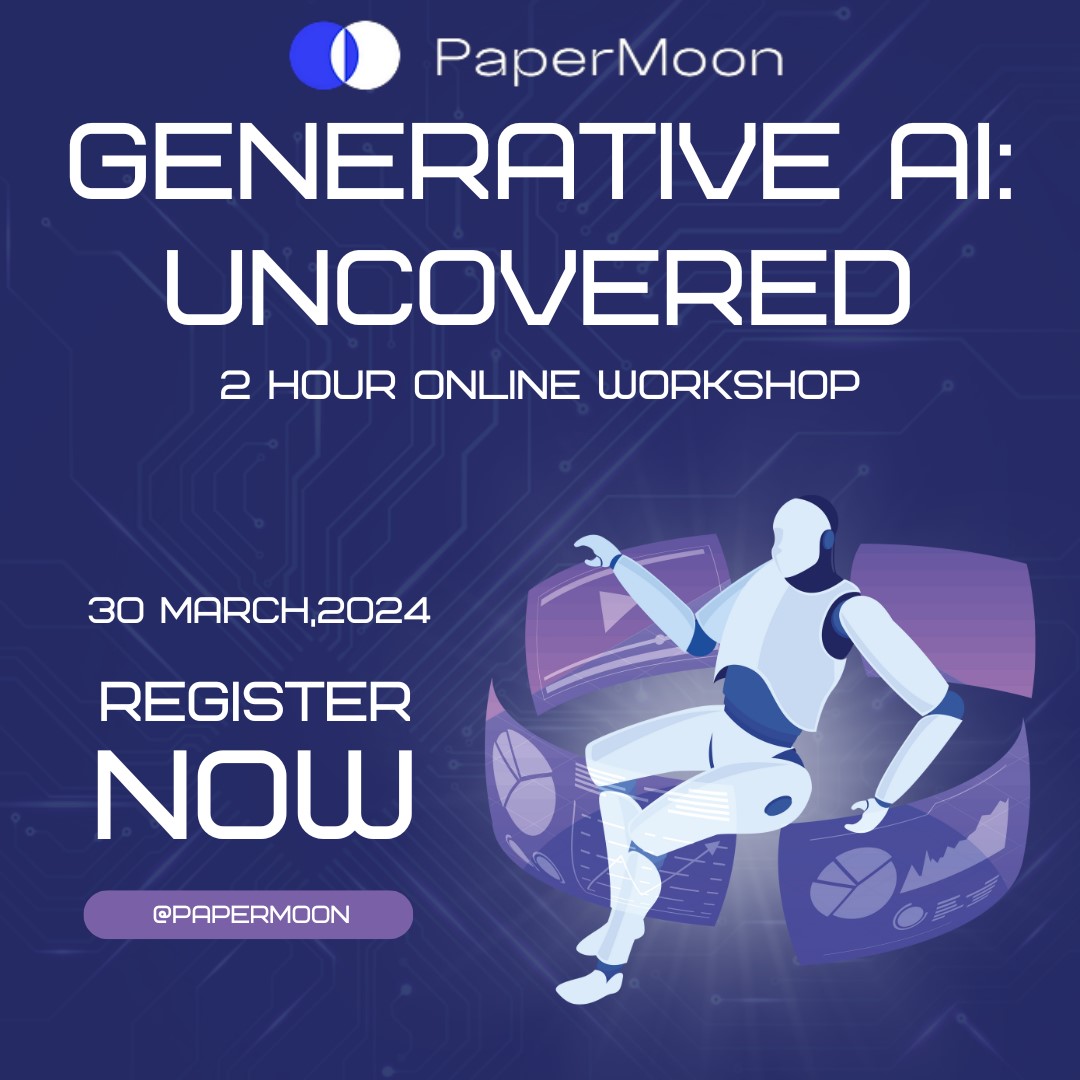 PaperMoon
GENERATIVE AI:
UNCOVERED
2 HOUR ONLINE WORKSHOP
30 MARCH,2024
REGISTER
NOW
@PAPERMOON